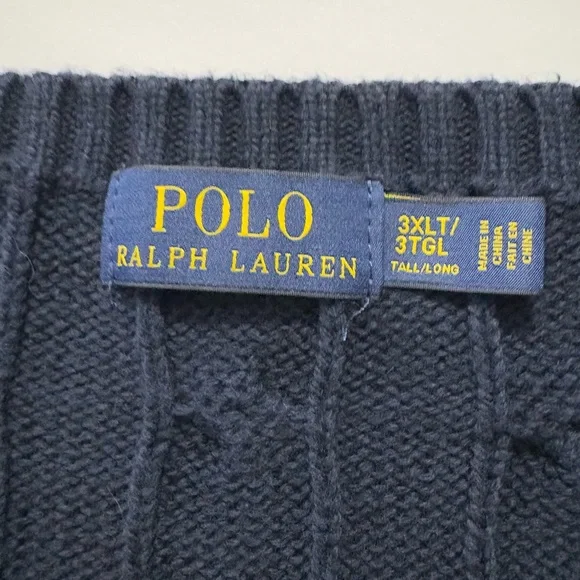 POLO
RALPH LAUREN
3XLT/
3TGL
TALL/LONG
MADE IN
CHINA
FAIT EN
CHINE